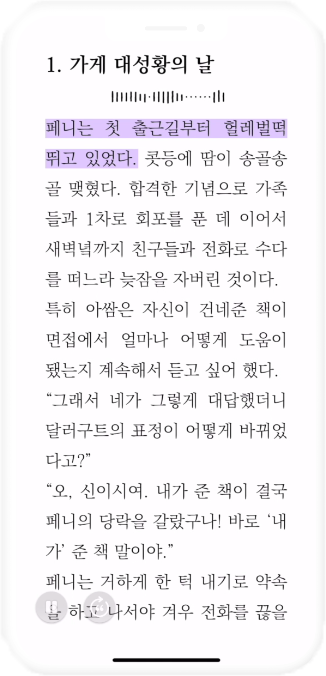 1. 가게 대성황의 날
페니는 첫 출근길부터 헐레벌떡
뛰고 있었다. 콧등에 땀이 송골송
골 맺혔다. 합격한 기념으로 가족
들과 1차로 회포를 푼 데 이어서
새벽녘까지 친구들과 전화로 수다
를 떠느라 늦잠을 자버린 것이다.
특히 아쌈은 자신이 건네준 책이
면접에서 얼마나 어떻게 도움이
됐는지 계속해서 듣고 싶어 했다.
“그래서 네가 그렇게 대답했더니
달러구트의 표정이 어떻게 바뀌었
다고?”
“오, 신이시여. 내가 준 책이 결국
페니의 당락을 갈랐구나! 바로 ‘내
가’ 준 책 말이야.”
페니는 거하게 한 턱 내기로 약속
을 하고 나서야 겨우 전화를 끊을